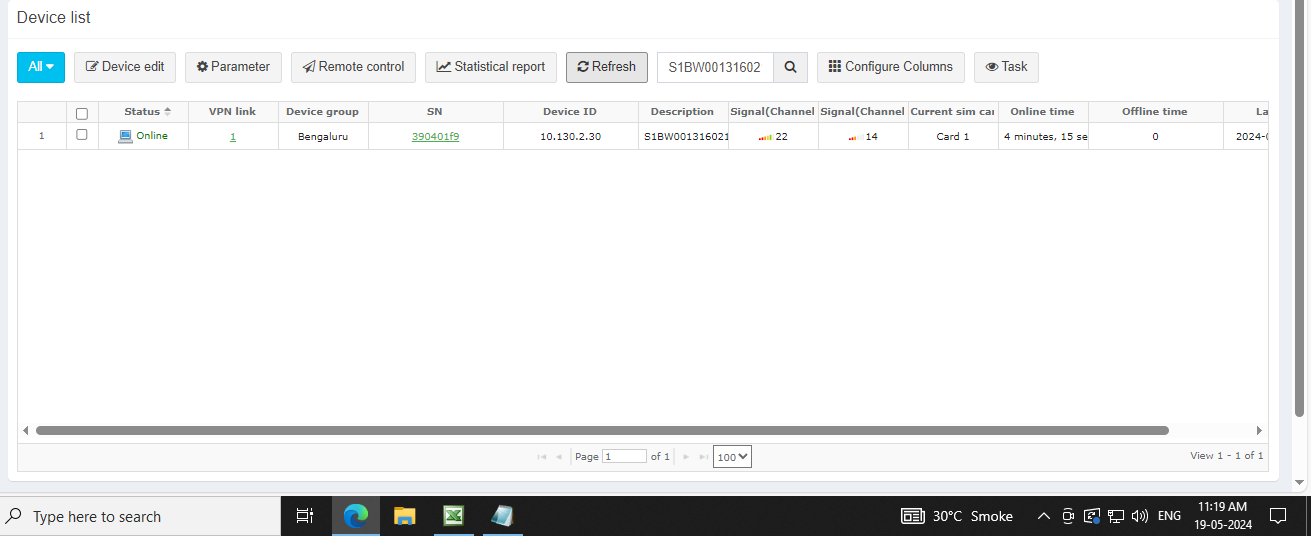 Device list
All Device edit Parameter Remote control Statistical report Refresh S1BW00131602 Configure Columns Task
Status VPN link Device group SN Device ID Description Signal(Channel Signal(Channel Current sim car Online time Offline time La
1 Online 1 Bengaluru 390401f9 10.130.2.30 S1BW001316021 22 14 Card 1 4 minutes, 15 se 0 2024-0
Page 1 of 1 100 View 1 - 1 of 1
Type here to search 30°C Smoke ENG 11:19 AM
19-05-2024